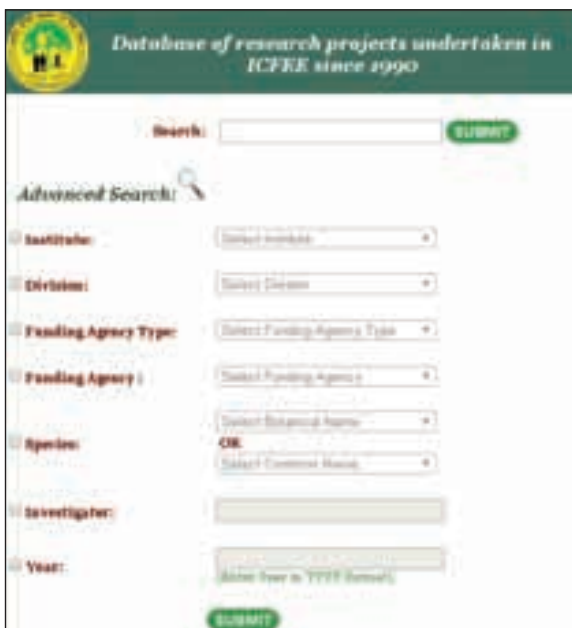 Database of research projects undertaken in
ICFEE since 1990
Search: SUBMIT
Advanced Search:
Institute: Select Institute
Division: Select Division
Funding Agency Type: Select Funding Agency Type
Funding Agency : Select Funding Agency
Select Botanical Name
Species: OR
Select Common Name
Investigator:
Year:
(Enter Year in YYYY format)
SUBMIT